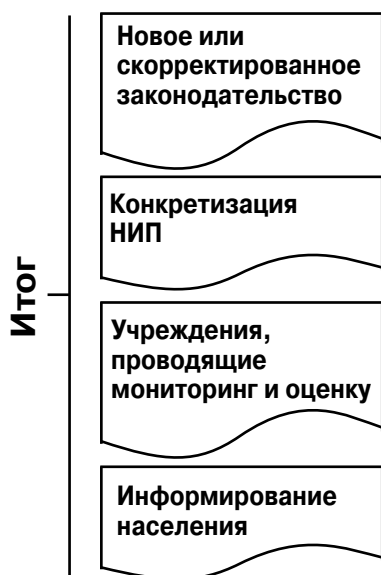 Итог
Новое или
скорректированное
законодательство
Конкретизация
НИП
Учреждения,
проводящие
мониторинг и оценку
Информирование
населения